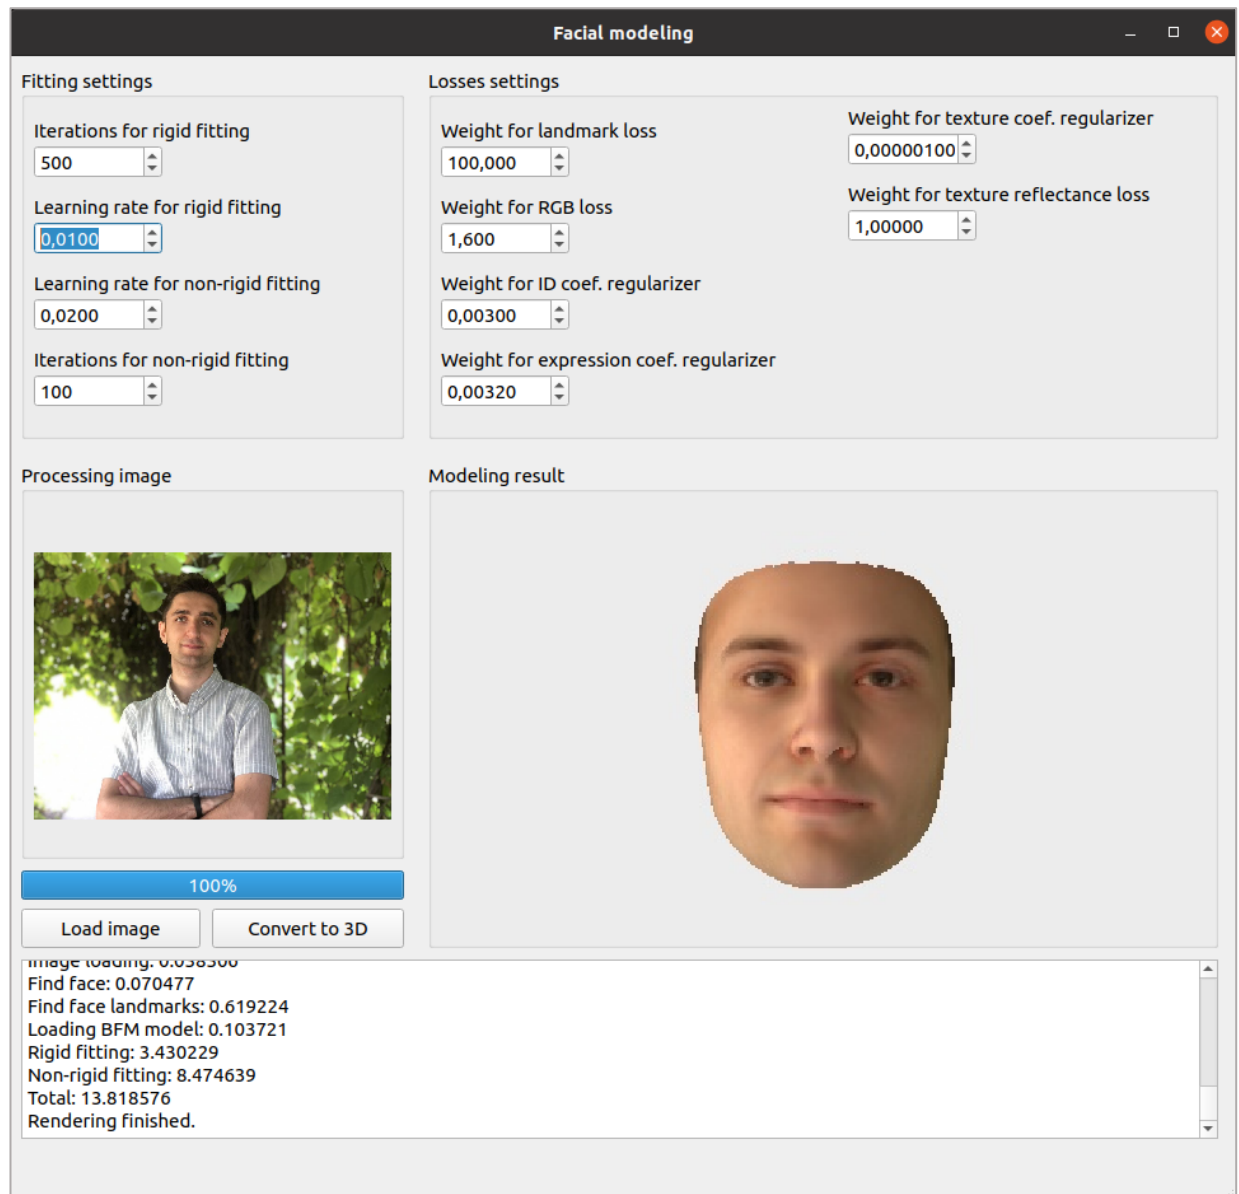 Facial modeling
Fitting settings
Iterations for rigid fitting
500
Learning rate for rigid fitting
0,0100
Learning rate for non-rigid fitting
0,0200
Iterations for non-rigid fitting
100
Losses settings
Weight for landmark loss
100,000
Weight for RGB loss
1,600
Weight for ID coef. regularizer
0,00300
Weight for expression coef. regularizer
0,00320
Weight for texture coef. regularizer
0,00000100
Weight for texture reflectance loss
1,00000
Processing image
100%
Load image
Convert to 3D
Modeling result
Image loading:
Find face: 0.070477
Find face landmarks: 0.619224
Loading BFM model: 0.103721
Rigid fitting: 3.430229
Non-rigid fitting: 8.474639
Total: 13.818576
Rendering finished.